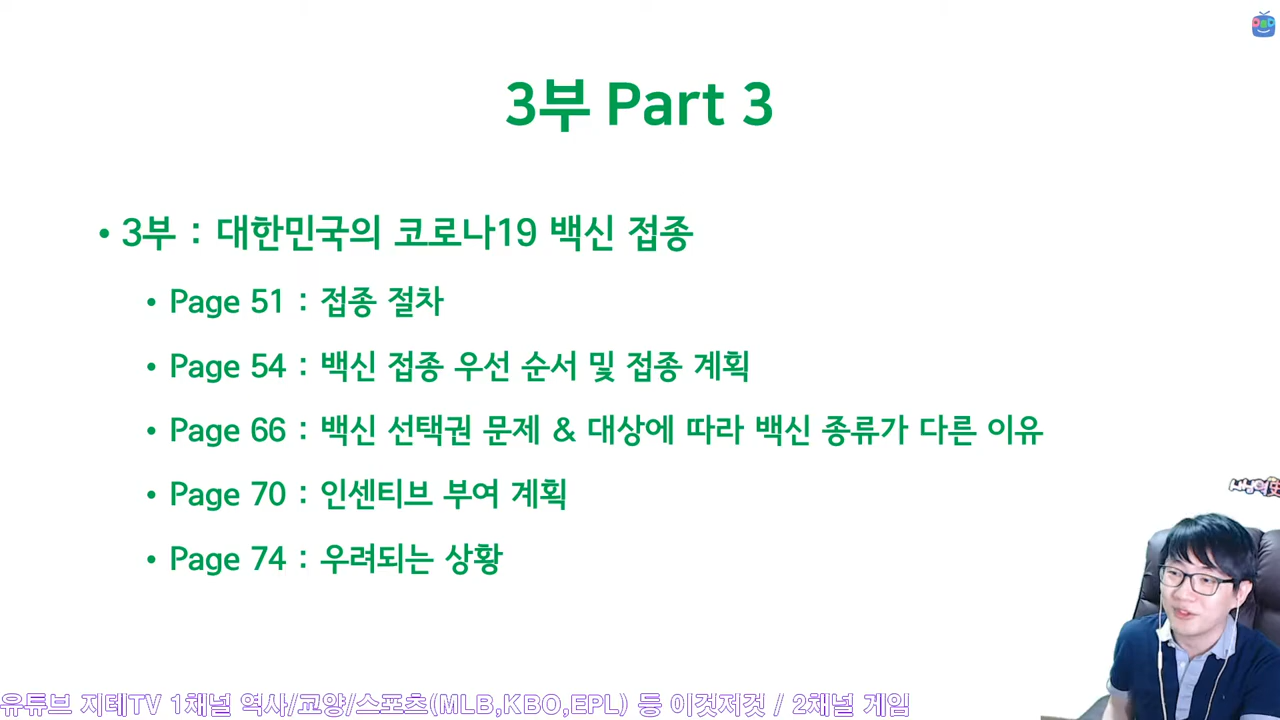 3부 Part 3
• 3부 : 대한민국의 코로나19 백신 접종
• Page 51 : 접종 절차
• Page 54 : 백신 접종 우선 순서 및 접종 계획
• Page 66 : 백신 선택권 문제 & 대상에 따라 백신 종류가 다른 이유
• Page 70 : 인센티브 부여 계획
• Page 74 : 우려되는 상황
유튜브 지테TV 1채널 역사/교양/스포츠(MLB,KBO,EPL) 등 이것저것 / 2채널 게임